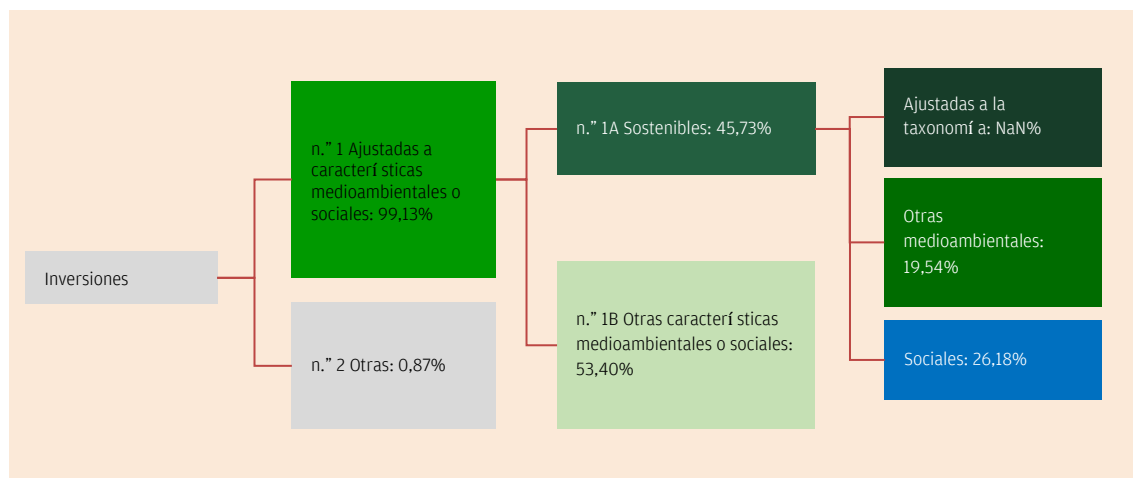 Inversiones
n.” 1 Ajustadas a
caracterí sticas
medioambientales o
sociales: 99,13%
n.” 2 Otras: 0,87%
n.” 1A Sostenibles: 45,73%
n.” 1B Otras caracterí sticas
medioambientales o sociales:
53,40%
Ajustadas a la
taxonomí a: NaN%
Otras
medioambientales:
19,54%
Sociales: 26,18%